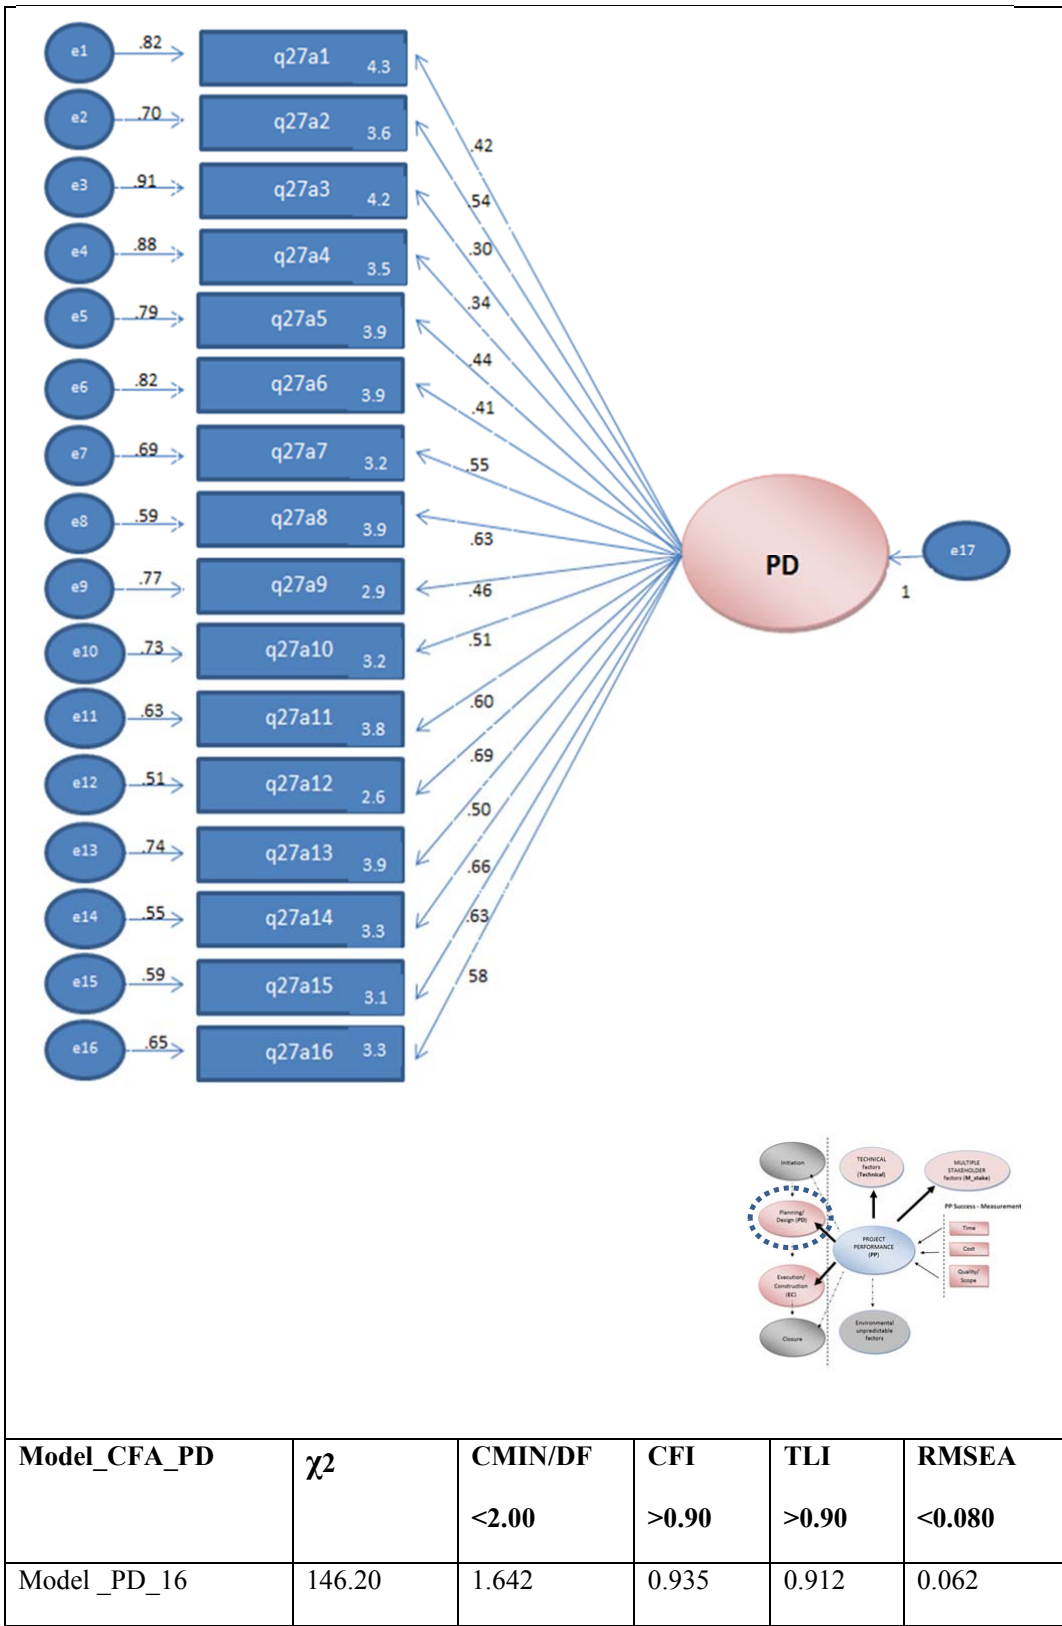 e1 .82 q27a1 4.3
e2 .70 q27a2 3.6
.42
e3 .91 q27a3 4.2
.54
e4 .88 q27a4 3.5
.30
e5 .79 q27a5 3.9
.34
e6 .82 q27a6 3.9
.44
.41
e7 .69 q27a7 3.2
.55
e8 .59 q27a8 3.9
.63
e9 .77 q27a9 2.9
.46
PD
e17
1
e10 .73 q27a10 3.2
.51
e11 .63 q27a11 3.8
.60
e12 .51 q27a12 2.6
.69
e13 .74 q27a13 3.9
.50
e14 .55 q27a14 3.3
.66
.63
e15 .59 q27a15 3.1
58
e16 .65 q27a16 3.3
Initiation
TECHNICAL
factors
(Technical)
MULTIPLE
STAKEHOLDER
factors (M_stake)
Planning/
Design (PD)
PP Success - Measurement
Time
Cost
Quality/
Scope
PROJECT
PERFORMANCE
(PP)
Execution/
Construction
(EC)
Closure
Environmental
unpredictable
factors
Model_CFA_PD χ2 CMIN/DF CFI TLI RMSEA
<2.00 >0.90 >0.90 <0.080
Model _PD_16 146.20 1.642 0.935 0.912 0.062